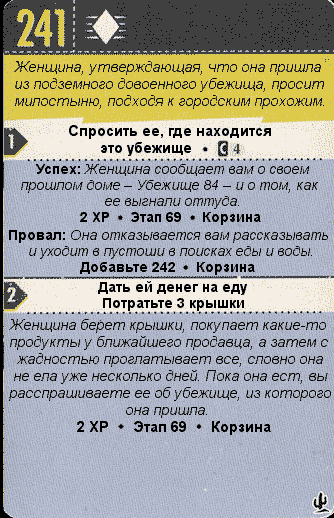 241
Женщина, утверждающая, что она пришла
из подземного довоенного убежища, просит
милостыню, подходя к городским прохожим.
1
Спросить ее, где находится
это убежище • C 4
Успех: Женщина сообщает вам о своем
прошлом доме – Убежище 84 – и о том, как
ее выгнали оттуда.
2 XP • Этап 69 • Корзина
Провал: Она отказывается вам рассказывать
и уходит в пустоши в поисках еды и воды.
Добавьте 242 • Корзина
2
Дать ей денег на еду
Потратьте 3 крышки
Женщина берет крышки, покупает какие-то
продукты у ближайшего продавца, а затем с
жадностью проглатывает все, словно она
не ела уже несколько дней. Пока она ест, вы
расспрашиваете ее об убежище, из которого
она пришла.
2 XP • Этап 69 • Корзина